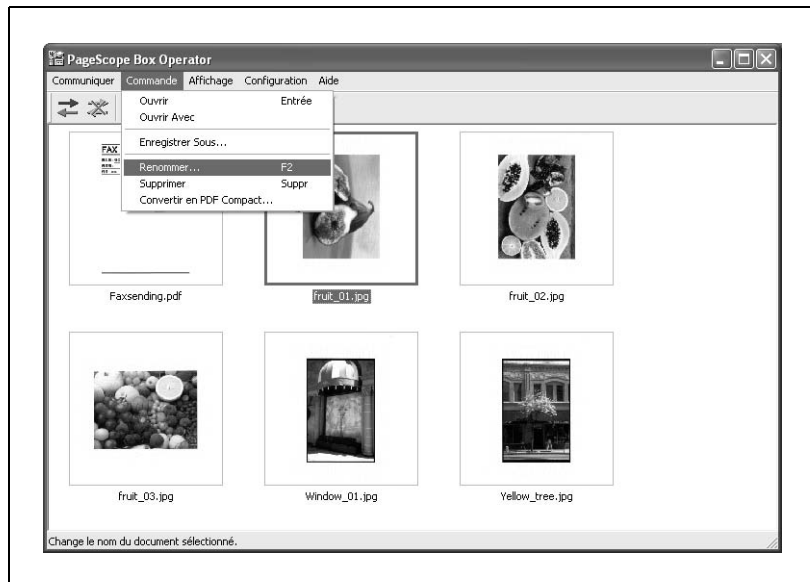 PageScope Box Operator
Communiquer Commande Affichage Configuration Aide
Ouvrir Entrée
Ouvrir Avec
Enregistrer Sous...
Renommer... F2
Supprimer Suppr
Convertir en PDF Compact...
FAX
Faxsending.pdf fruit_01.jpg fruit_02.jpg
fruit_03.jpg Window_01.jpg Yellow_tree.jpg
Change le nom du document sélectionné.